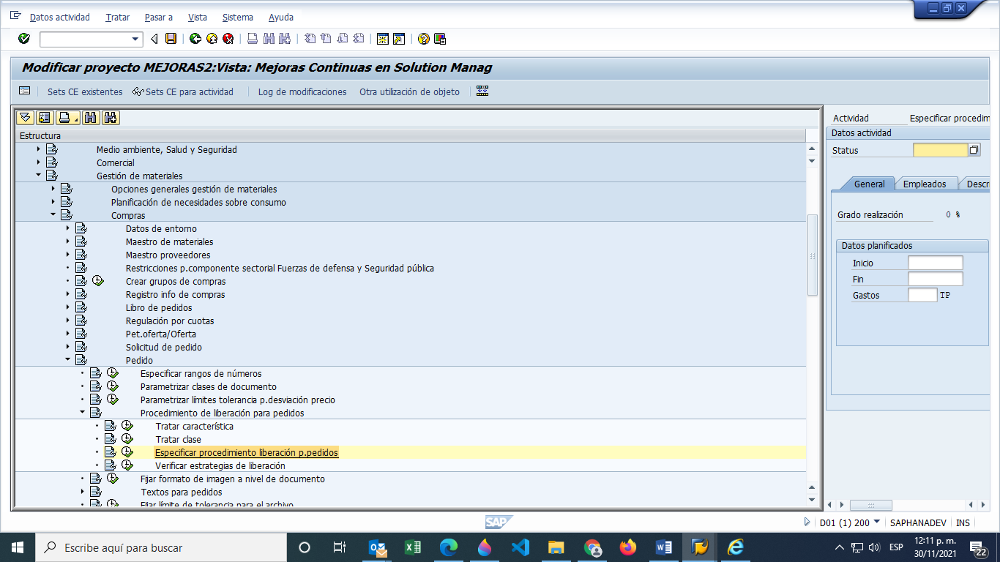 Datos actividad Tratar Pasar a Vista Sistema Ayuda
Modificar proyecto MEJORAS2:Vista: Mejoras Continuas en Solution Manag
Sets CE existentes Sets CE para actividad Log de modificaciones Otra utilización de objeto
Estructura
Medio ambiente, Salud y Seguridad
Comercial
Gestión de materiales
Opciones generales gestión de materiales
Planificación de necesidades sobre consumo
Compras
Datos de entorno
Maestro de materiales
Maestro proveedores
Restricciones p.componente sectorial Fuerzas de defensa y Seguridad pública
Crear grupos de compras
Registro info de compras
Libro de pedidos
Regulación por cuotas
Pet.oferta/Oferta
Solicitud de pedido
Pedido
Especificar rangos de números
Parametrizar clases de documento
Parametrizar límites tolerancia p.desviación precio
Procedimiento de liberación para pedidos
Tratar característica
Tratar clase
Especificar procedimiento liberación p.pedidos
Verificar estrategias de liberación
Fijar formato de imagen a nivel de documento
Textos para pedidos
Fijar límite de tolerancia para el archivo
Actividad Especificar procedim
Datos actividad
Status
General Empleados Descr
Grado realización 0 %
Datos planificados
Inicio
Fin
Gastos TP
SAP
D01 (1) 200 SAPHANADEV INS
Escribe aquí para buscar
ESP
12:11 p. m.
30/11/2021
22